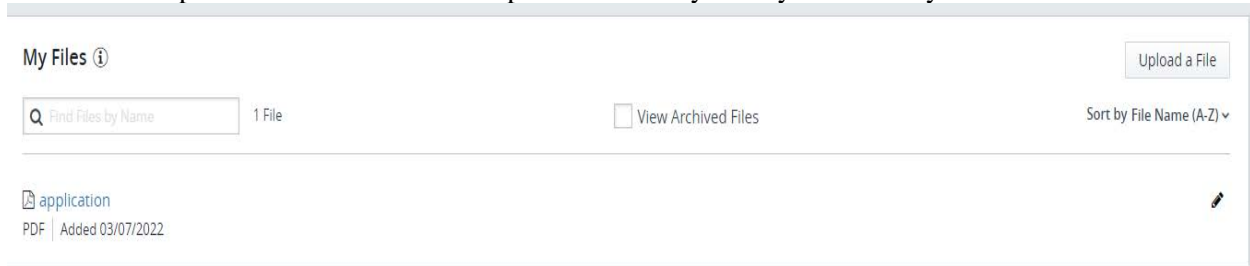 My Files
Upload a File
Find Files by Name
1 File
View Archived Files
Sort by File Name (A-Z)
application
PDF | Added 03/07/2022